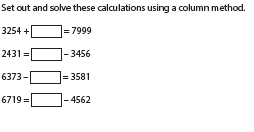 Set out and solve these calculations using a column method.
3254 + = 7999
2431 = – 3456
6373 – = 3581
6719 = – 4562